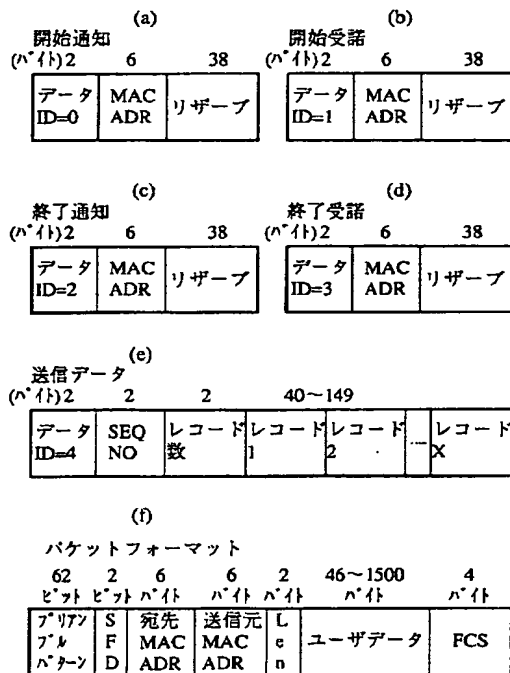 (a)
開始通知
(バイト) 2 6 38
データ ID=0 MAC ADR リザーブ
(b)
開始受諾
(バイト) 2 6 38
データ ID=1 MAC ADR リザーブ
(c)
終了通知
(バイト) 2 6 38
データ ID=2 MAC ADR リザーブ
(d)
終了受諾
(バイト) 2 6 38
データ ID=3 MAC ADR リザーブ
(e)
送信データ
(バイト) 2 2 2 40～149
データ ID=4 SEQ NO レコード数 レコード1 レコード2 … レコードX
(f)
パケットフォーマット
62 2 6 6 2 46～1500 4
ビット ビット バイト バイト バイト バイト バイト
プリアンブルパターン SFD 宛先MAC ADR 送信元MAC ADR Len ユーザデータ FCS